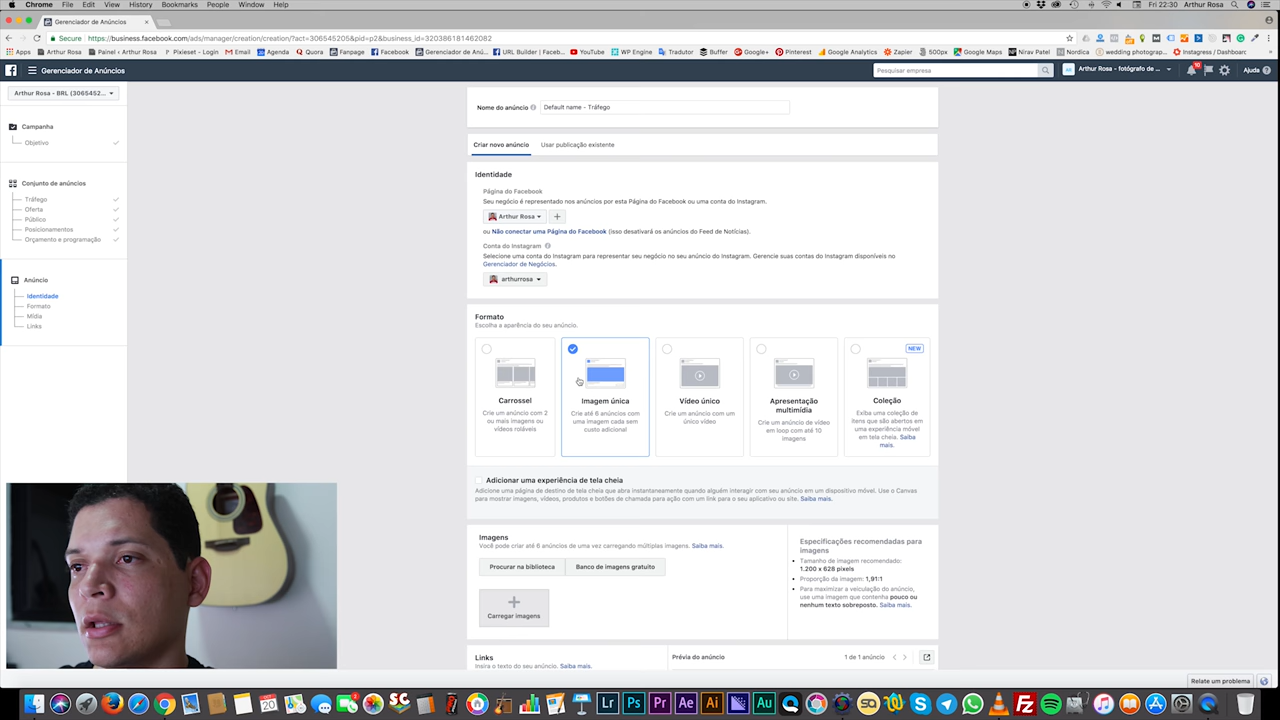 Chrome File Edit View History Bookmarks People Window Help Fri 22:30 Arthur Rosa
Gerenciador de Anúncios
Secure https://business.facebook.com/ads/manager/creation/creation/?act=306545205&pid=p2&business_id=320386181462082
Apps Arthur Rosa Painel ‹ Arthur Rosa Pixieset - Login Email Agenda Quora Fanpage Facebook Gerenciador de Anú... URL Builder | Facebook YouTube WP Engine Tradutor Buffer Google+ Pinterest Google Analytics Zapier 500px Google Maps Nirav Patel Nordica wedding photograp... Instagress / Dashboard
Gerenciador de Anúncios Pesquisar empresa AR Arthur Rosa - fotógrafo de ... 10 Ajuda
Arthur Rosa - BRL (3065452...
Campanha
Objetivo
Conjunto de anúncios
Tráfego
Oferta
Público
Posicionamentos
Orçamento e programação
Anúncio
Identidade
Formato
Mídia
Links
Nome do anúncio Default name - Tráfego
Criar novo anúncio Usar publicação existente
Identidade
Página do Facebook
Seu negócio é representado nos anúncios por esta Página do Facebook ou uma conta do Instagram.
Arthur Rosa +
ou Não conectar uma Página do Facebook (isso desativará os anúncios do Feed de Notícias).
Conta do Instagram
Selecione uma conta do Instagram para representar seu negócio no seu anúncio do Instagram. Gerencie suas contas do Instagram disponíveis no
Gerenciador de Negócios.
arthurrosa
Formato
Escolha a aparência do seu anúncio.
Carrossel
Crie um anúncio com 2
ou mais imagens ou
vídeos roláveis
Imagem única
Crie até 6 anúncios com
uma imagem cada sem
custo adicional
Vídeo único
Crie um anúncio com um
único vídeo
Apresentação
multimídia
Crie um anúncio de vídeo
em loop com até 10
imagens
NEW
Coleção
Exiba uma coleção de
itens que são abertos em
uma experiência móvel
em tela cheia. Saiba
mais.
Adicionar uma experiência de tela cheia
Adicione uma página de destino de tela cheia que abra instantaneamente quando alguém interagir com seu anúncio em um dispositivo móvel. Use o Canvas
para mostrar imagens, vídeos, produtos e botões de chamada para ação com um link para o seu aplicativo ou site. Saiba mais.
Imagens
Você pode criar até 6 anúncios de uma vez carregando múltiplas imagens. Saiba mais.
Procurar na biblioteca Banco de imagens gratuito
Carregar imagens
Especificações recomendadas para
imagens
• Tamanho de imagem recomendado:
1.200 x 628 pixels
• Proporção da imagem: 1,91:1
• Para maximizar a veiculação do anúncio,
use uma imagem que contenha pouco ou
nenhum texto sobreposto. Saiba mais.
Links
Insira o texto do seu anúncio. Saiba mais.
Prévia do anúncio 1 de 1 anúncio
Relate um problema
20 SC Lr Ps Pr Ae Ai Au